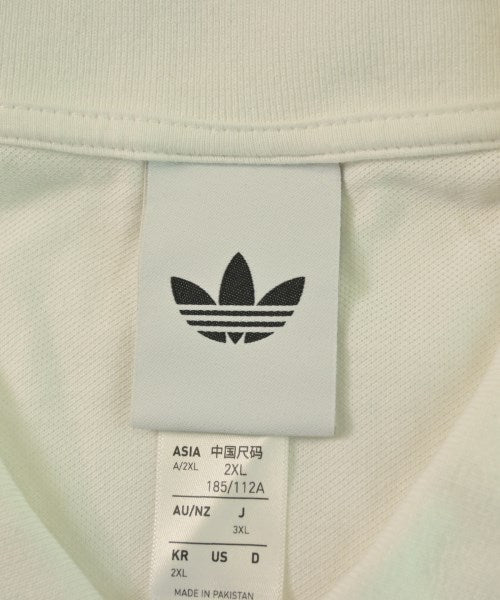 ASIA 中国尺码
A/2XL 2XL
185/112A
AU/NZ J
3XL
KR US D
2XL
MADE IN PAKISTAN